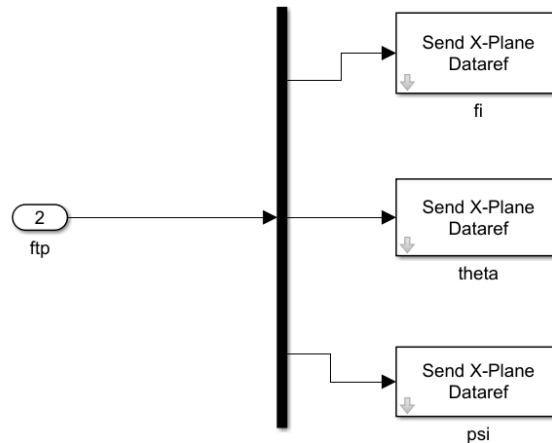 Send X-Plane
Dataref
fi
2
ftp
Send X-Plane
Dataref
theta
Send X-Plane
Dataref
psi